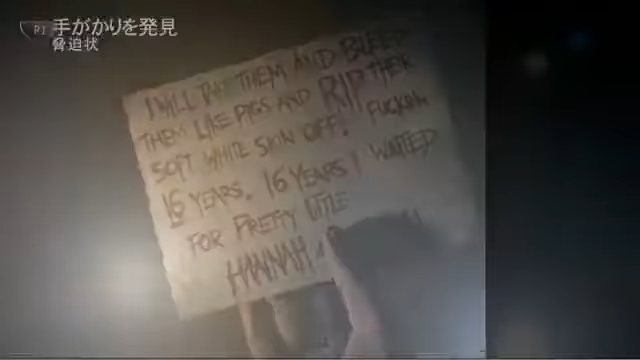 R1 手がかりを発見
脅迫状
I WILL THEM AND BLEED
THEM LIKE PIGS AND RIP THEIR
SOFT WHITE SKIN OFF! FUCKIN
16 YEARS. 16 YEARS I WAITED
FOR PRETTY LITTLE
HANNAH